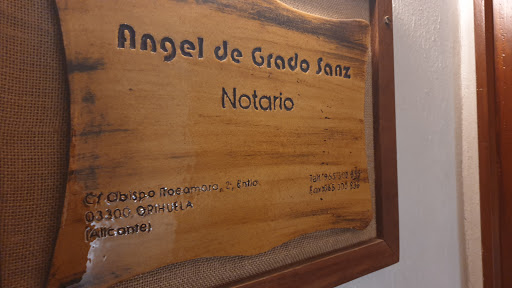 Angel de Grado Sanz
Notario
C/ Obispo Rocamora, 2, Entlo.
03300 ORIHUELA
(Alicante)